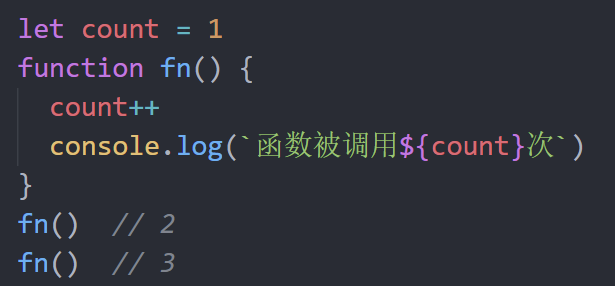 let count = 1
function fn() {
  count++
  console.log(`函数被调用${count}次`)
}
fn()  // 2
fn()  // 3